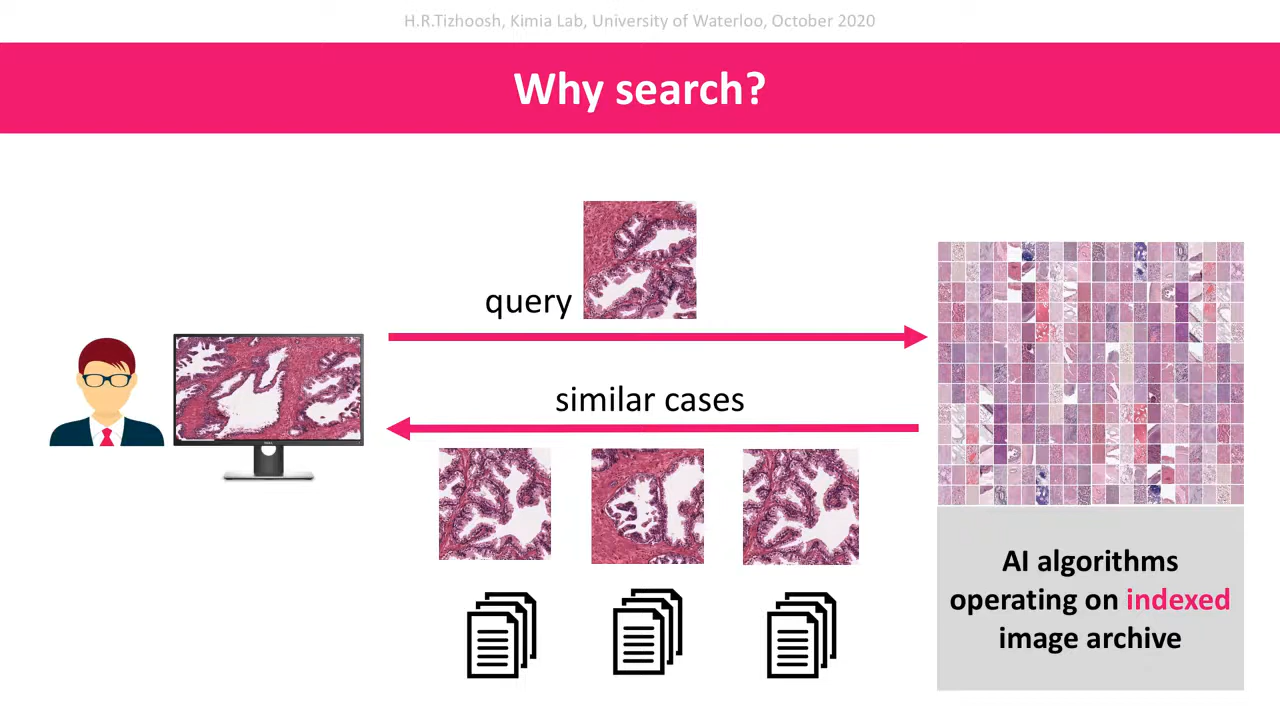 H.R.Tizhoosh, Kimia Lab, University of Waterloo, October 2020
Why search?
query
similar cases
AI algorithms
operating on indexed
image archive